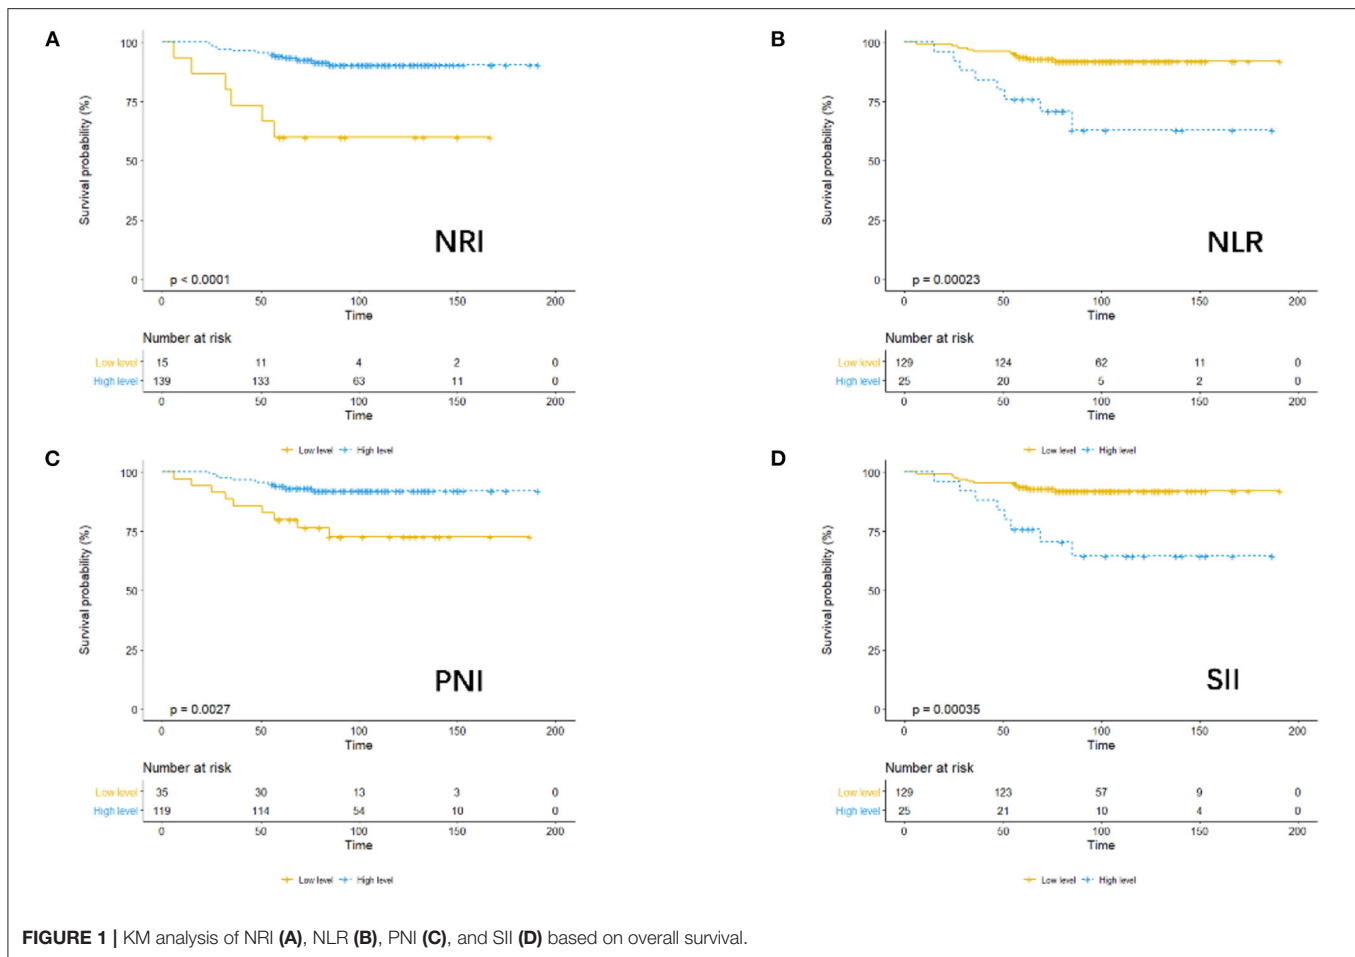 A
Survival probability (%)
100
75
50
25
0
NRI
p < 0.0001
0 50 100 150 200
Time
Number at risk
Low level 15 11 4 2 0
High level 139 133 63 11 0
0 50 100 150 200
Time
Low level High level
B
Survival probability (%)
100
75
50
25
0
NLR
p = 0.00023
0 50 100 150 200
Time
Number at risk
Low level 129 124 62 11 0
High level 25 20 5 2 0
0 50 100 150 200
Time
Low level High level
C
Survival probability (%)
100
75
50
25
0
PNI
p = 0.0027
0 50 100 150 200
Time
Number at risk
Low level 35 30 13 3 0
High level 119 114 54 10 0
0 50 100 150 200
Time
Low level High level
D
Survival probability (%)
100
75
50
25
0
SII
p = 0.00035
0 50 100 150 200
Time
Number at risk
Low level 129 123 57 9 0
High level 25 21 10 4 0
0 50 100 150 200
Time
Low level High level
FIGURE 1 | KM analysis of NRI (A), NLR (B), PNI (C), and SII (D) based on overall survival.